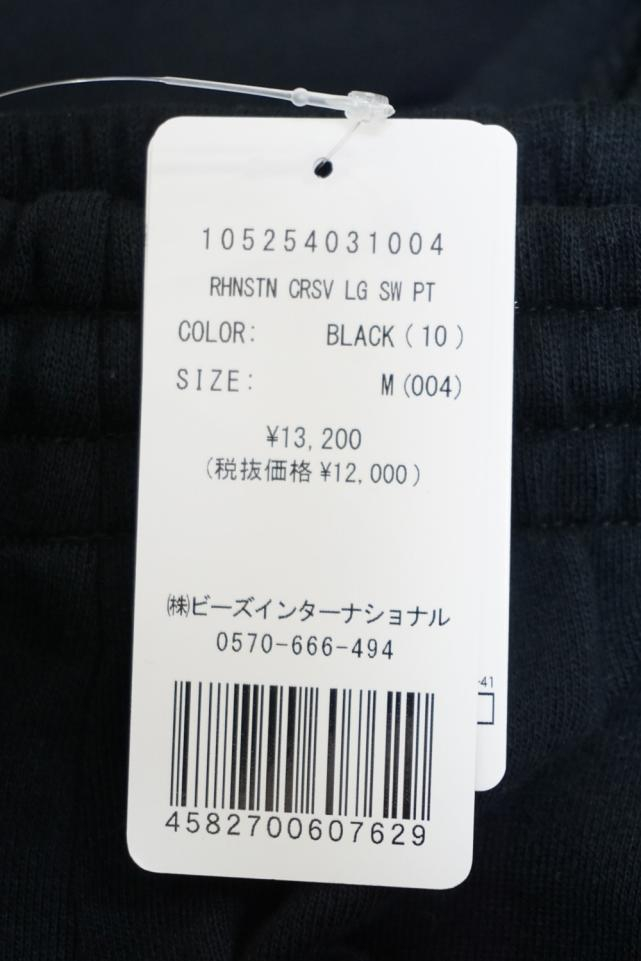 105254031004
RHNSTN CRSV LG SW PT
COLOR: BLACK(10)
SIZE: M(004)
¥13,200
(税抜価格 ¥12,000)
㈱ビーズインターナショナル
0570-666-494
-41
4582700607629